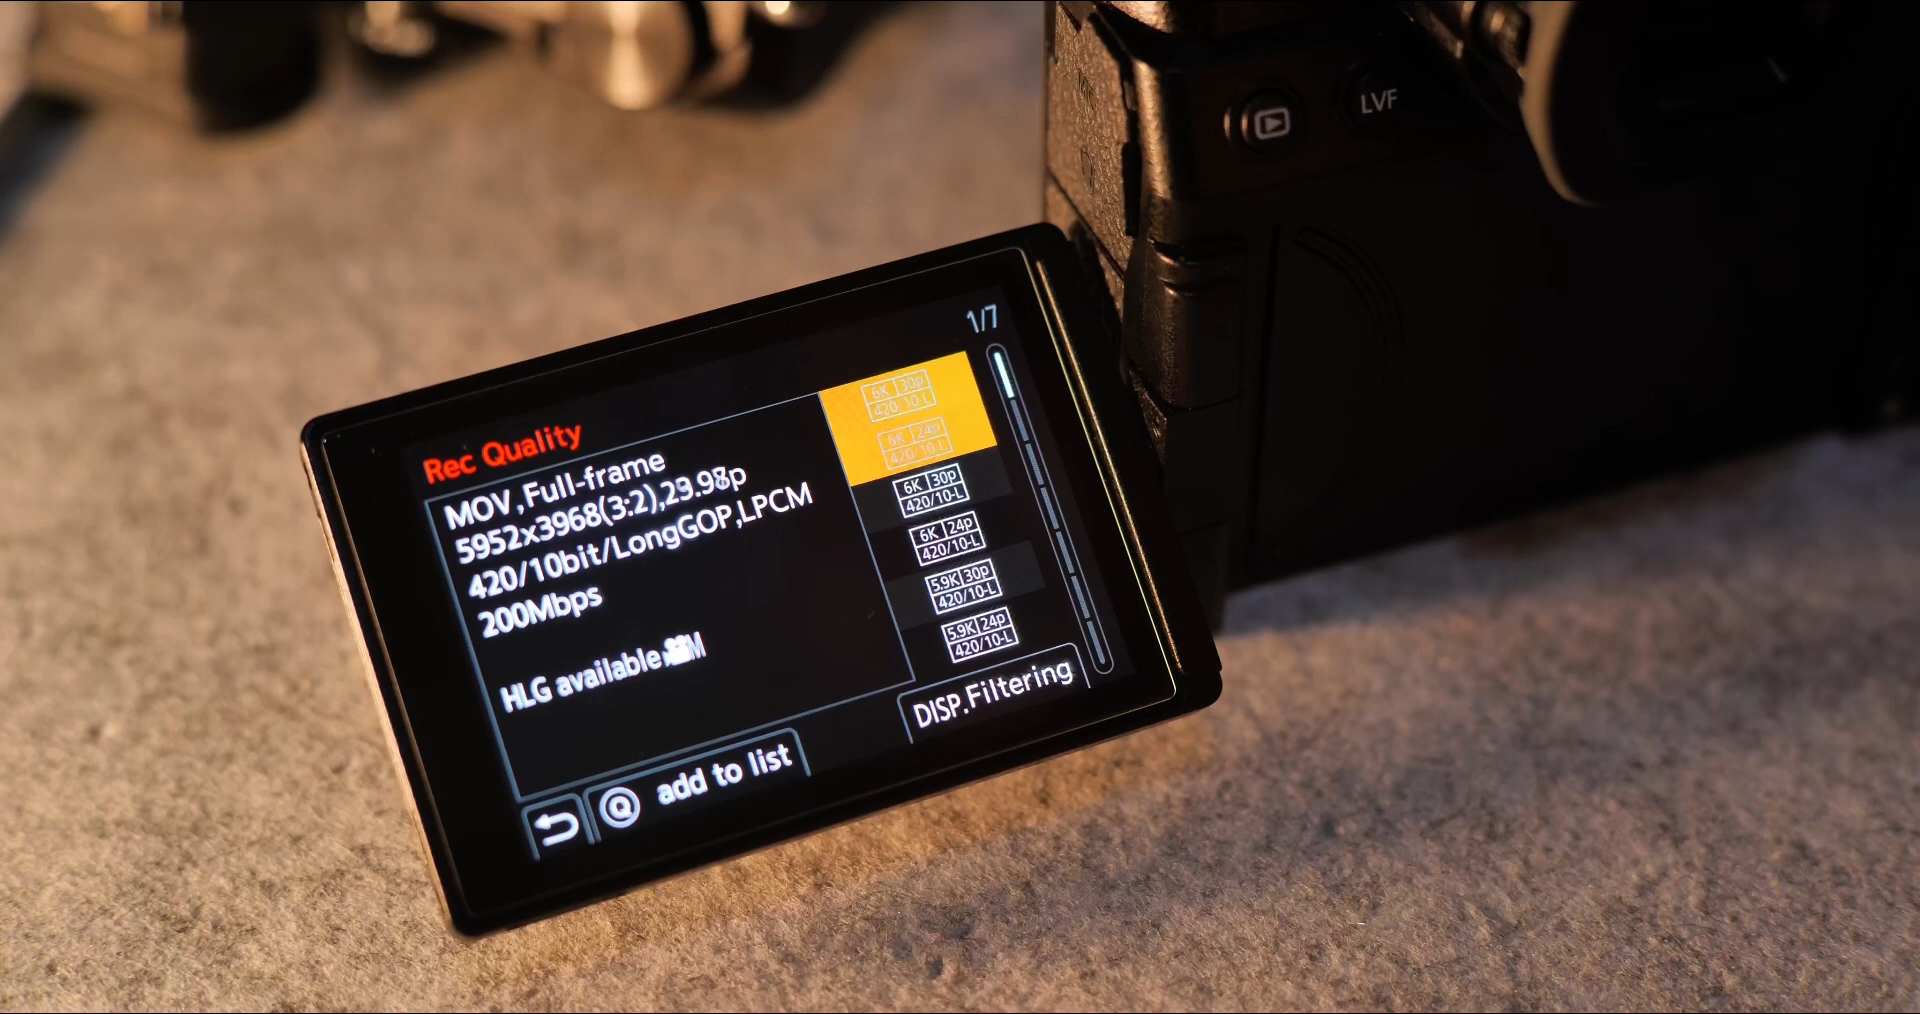 LVF
1/7
Rec Quality
MOV,Full-frame
5952x3968(3:2),23.98p
420/10bit/LongGOP,LPCM
200Mbps
HLG available
M
6K 30p
420/10-L
6K 24p
420/10-L
6K 30p
420/10-L
6K 24p
420/10-L
5.9K 30p
420/10-L
5.9K 24p
420/10-L
DISP.Filtering
Q add to list